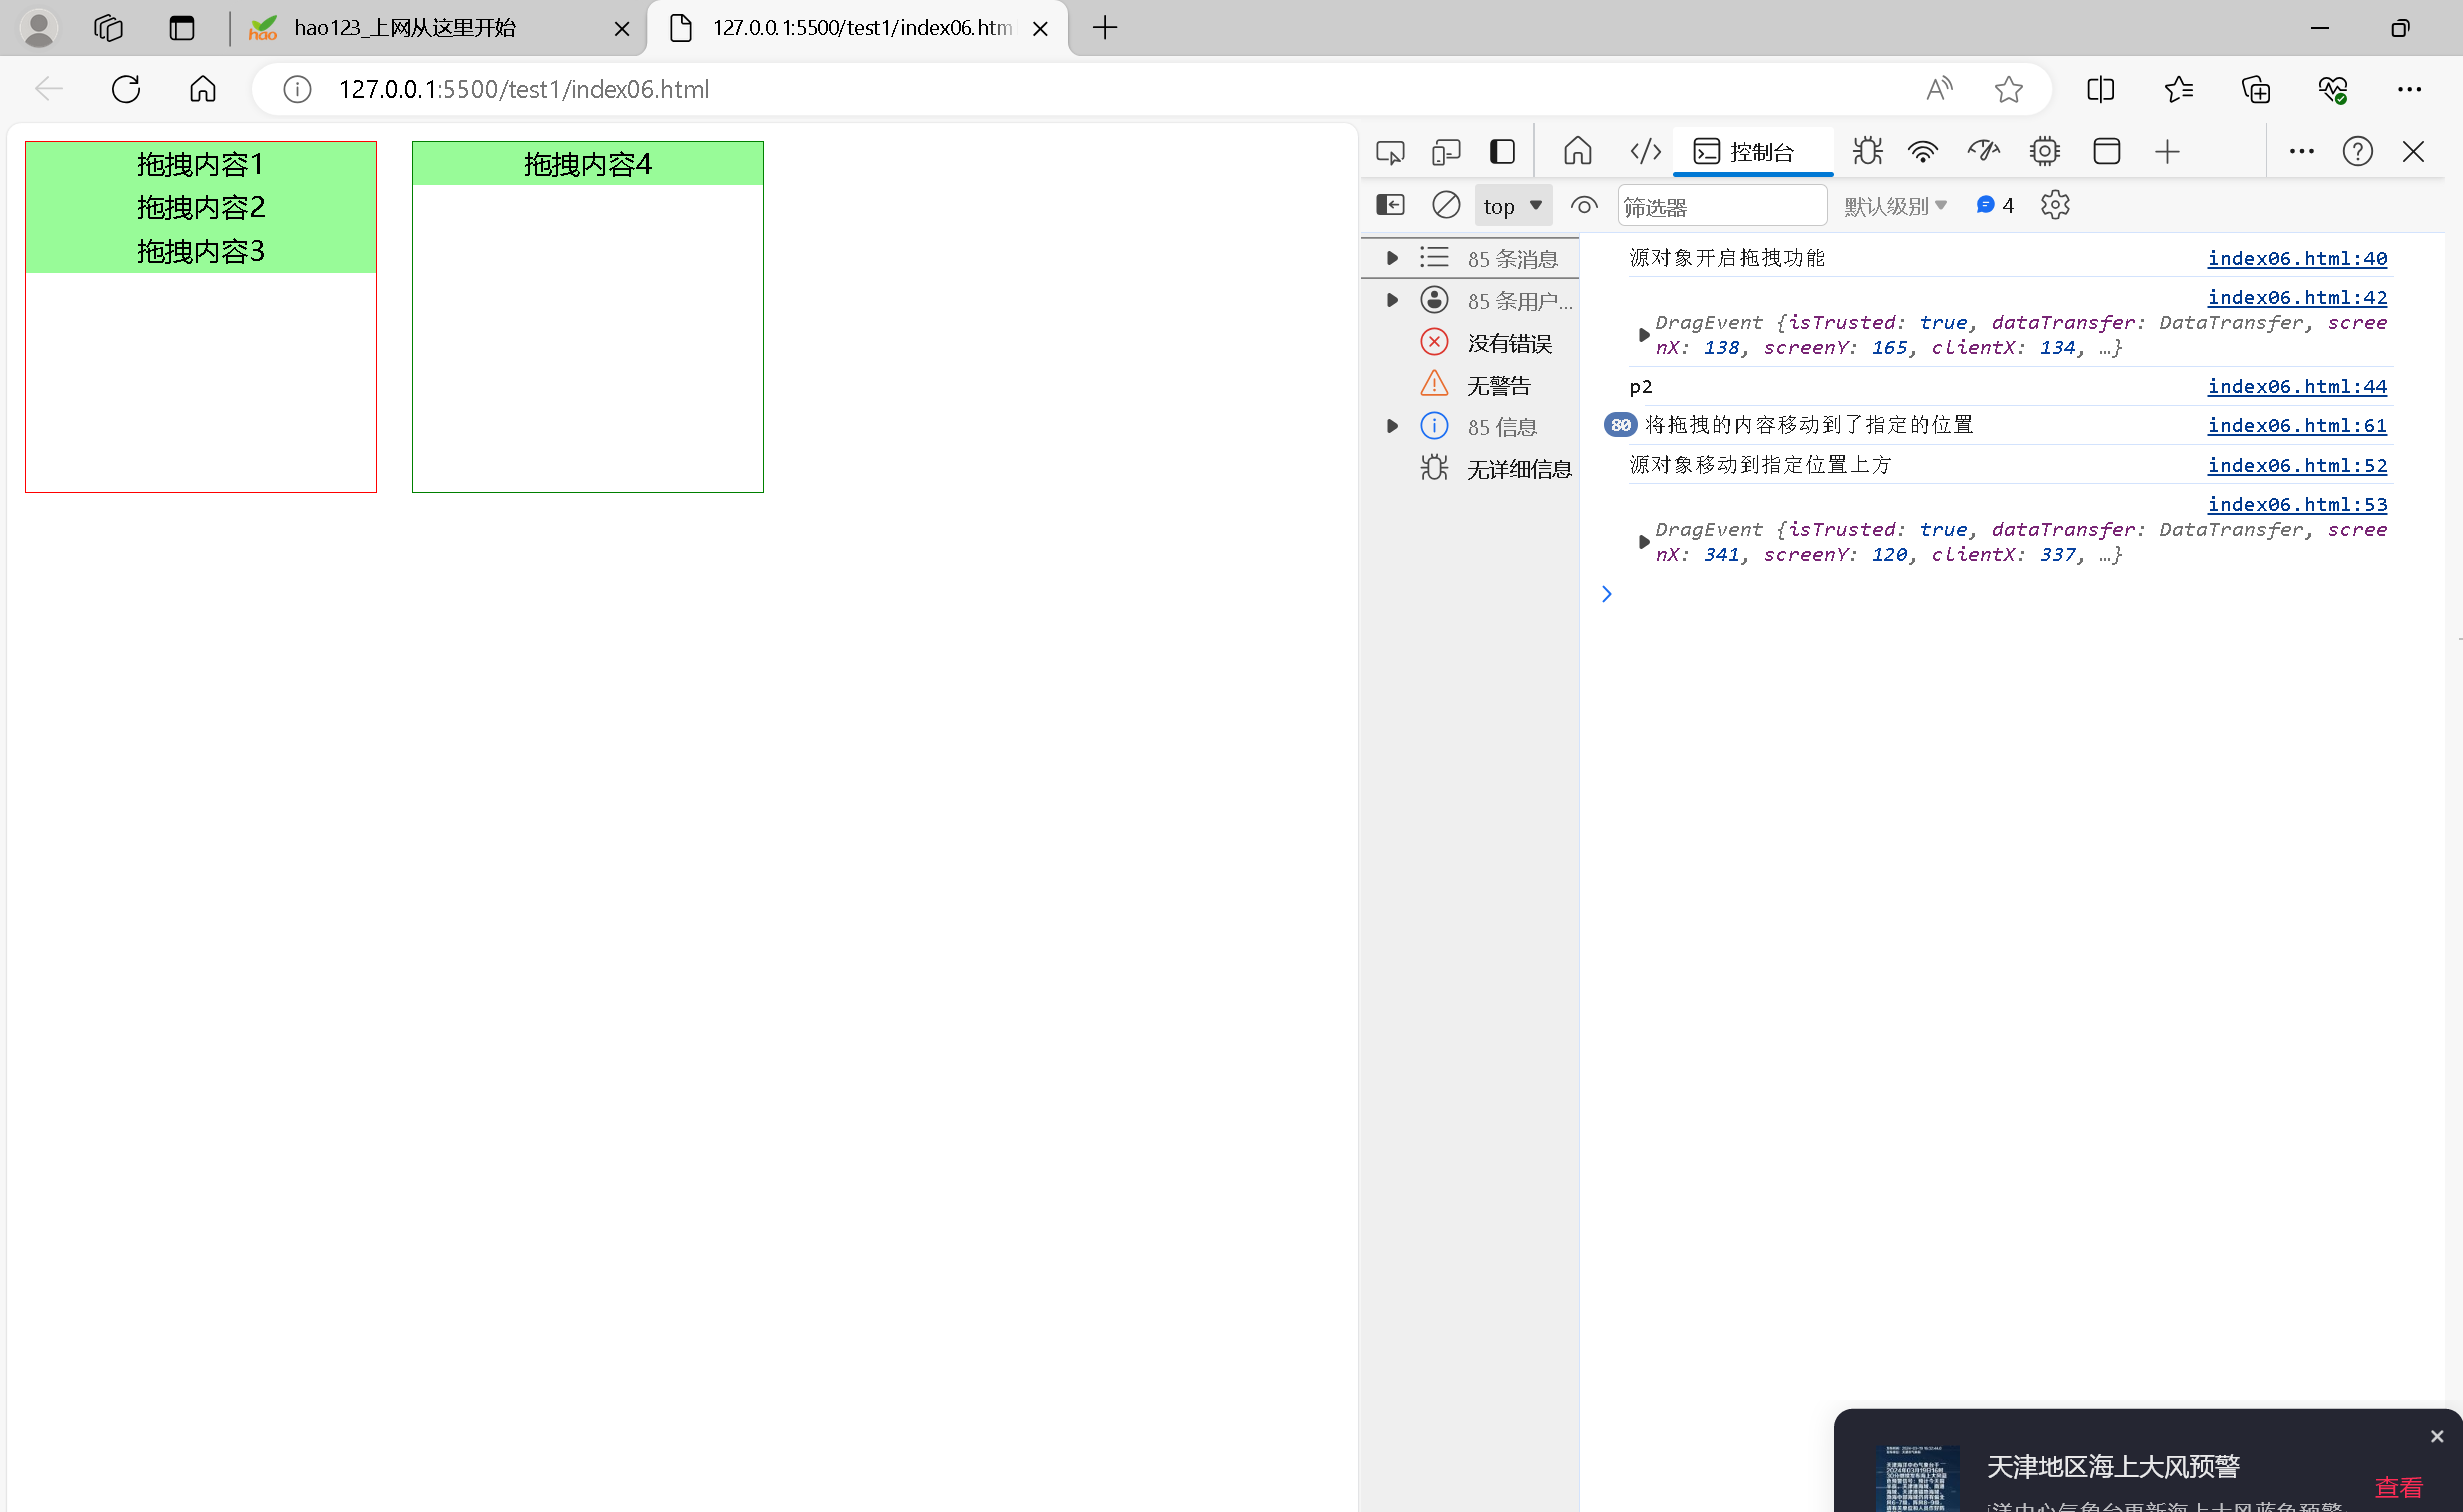 hao123_上网从这里开始
127.0.0.1:5500/test1/index06.htm
127.0.0.1:5500/test1/index06.html
拖拽内容1
拖拽内容2
拖拽内容3
拖拽内容4
控制台
top
筛选器
默认级别
4
85 条消息
85 条用户...
没有错误
无警告
85 信息
无详细信息
源对象开启拖拽功能 index06.html:40
index06.html:42
DragEvent {isTrusted: true, dataTransfer: DataTransfer, scree
nX: 138, screenY: 165, clientX: 134, …}
p2 index06.html:44
80 将拖拽的内容移动到了指定的位置 index06.html:61
源对象移动到指定位置上方 index06.html:52
index06.html:53
DragEvent {isTrusted: true, dataTransfer: DataTransfer, scree
nX: 341, screenY: 120, clientX: 337, …}
天津地区海上大风预警
查看